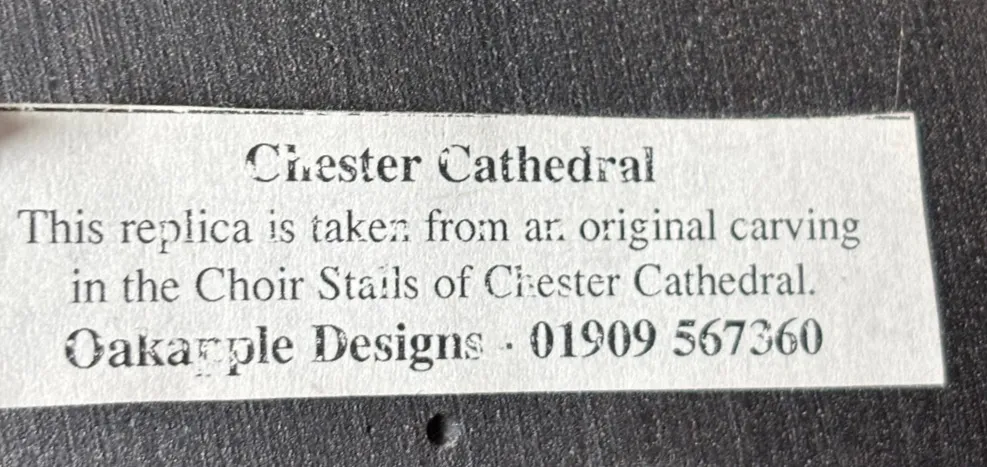 Chester Cathedral
This replica is taken from an original carving
in the Choir Stalls of Chester Cathedral.
Oakapple Designs · 01909 567360